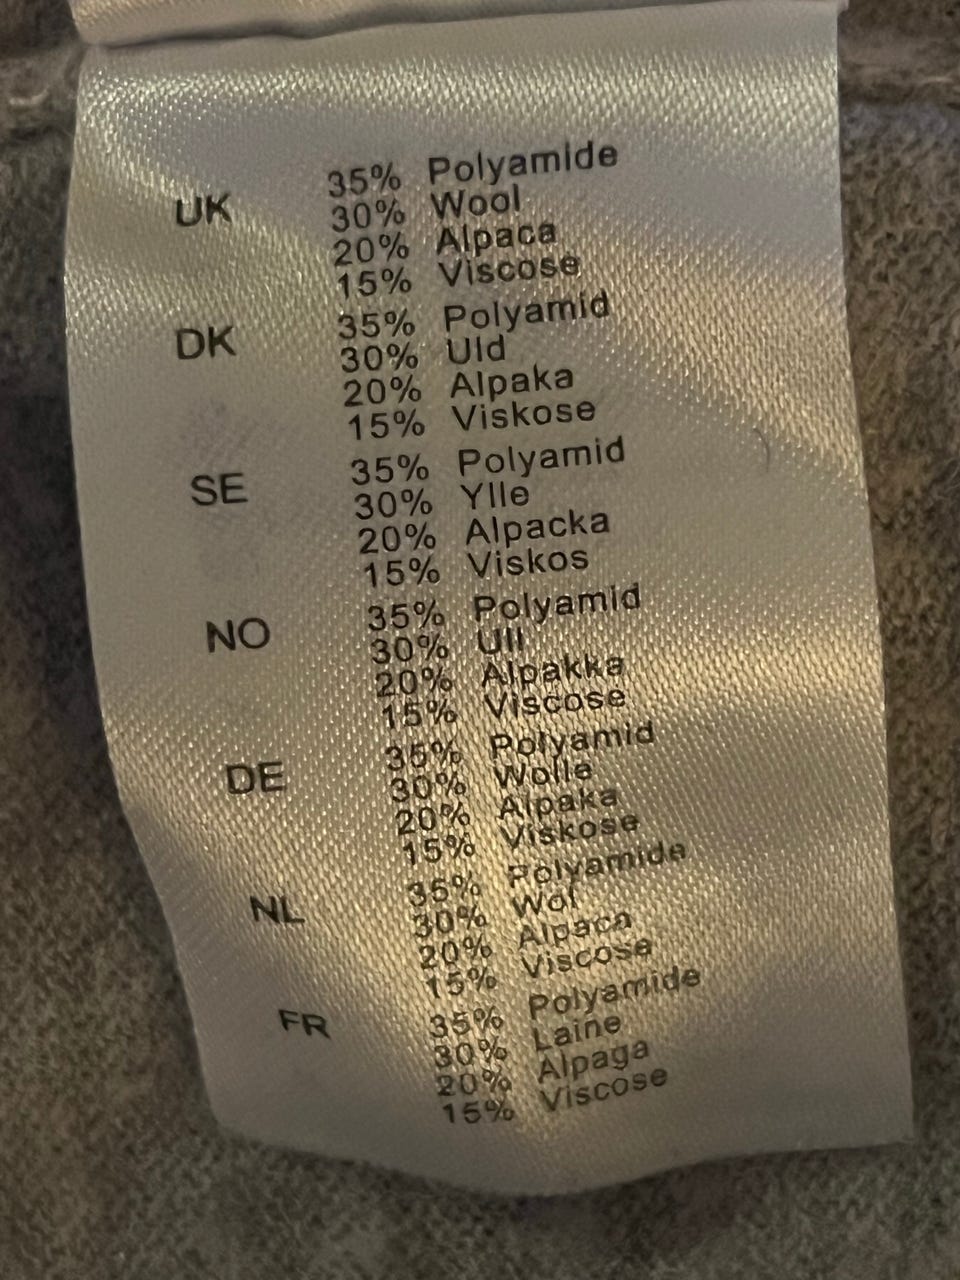 UK 35% Polyamide
30% Wool
20% Alpaca
15% Viscose
DK 35% Polyamid
30% Uld
20% Alpaka
15% Viskose
SE 35% Polyamid
30% Ylle
20% Alpacka
15% Viskos
NO 35% Polyamid
30% Ull
20% Alpakka
15% Viscose
DE 35% Polyamid
30% Wolle
20% Alpaka
15% Viskose
NL 35% Polyamide
30% Wol
20% Alpaca
15% Viscose
FR 35% Polyamide
30% Laine
20% Alpaga
15% Viscose